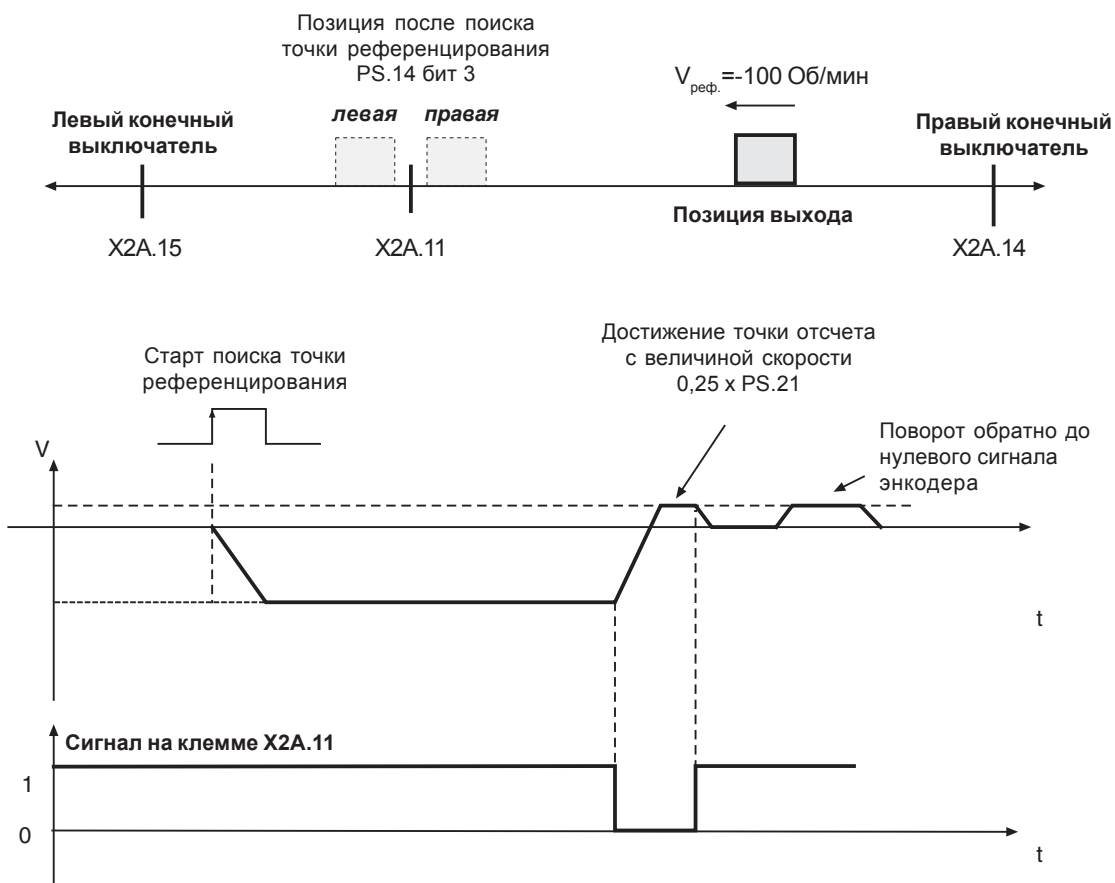 Позиция после поиска
точки референцирования
PS.14 бит 3
Vреф.=-100 Об/мин
левая правая
Левый конечный
выключатель
Правый конечный
выключатель
Позиция выхода
X2A.15
X2A.11
X2A.14
Достижение точки отсчета
с величиной скорости
0,25 x PS.21
Старт поиска точки
референцирования
Поворот обратно до
нулевого сигнала
энкодера
V
t
Сигнал на клемме X2A.11
1
0
t